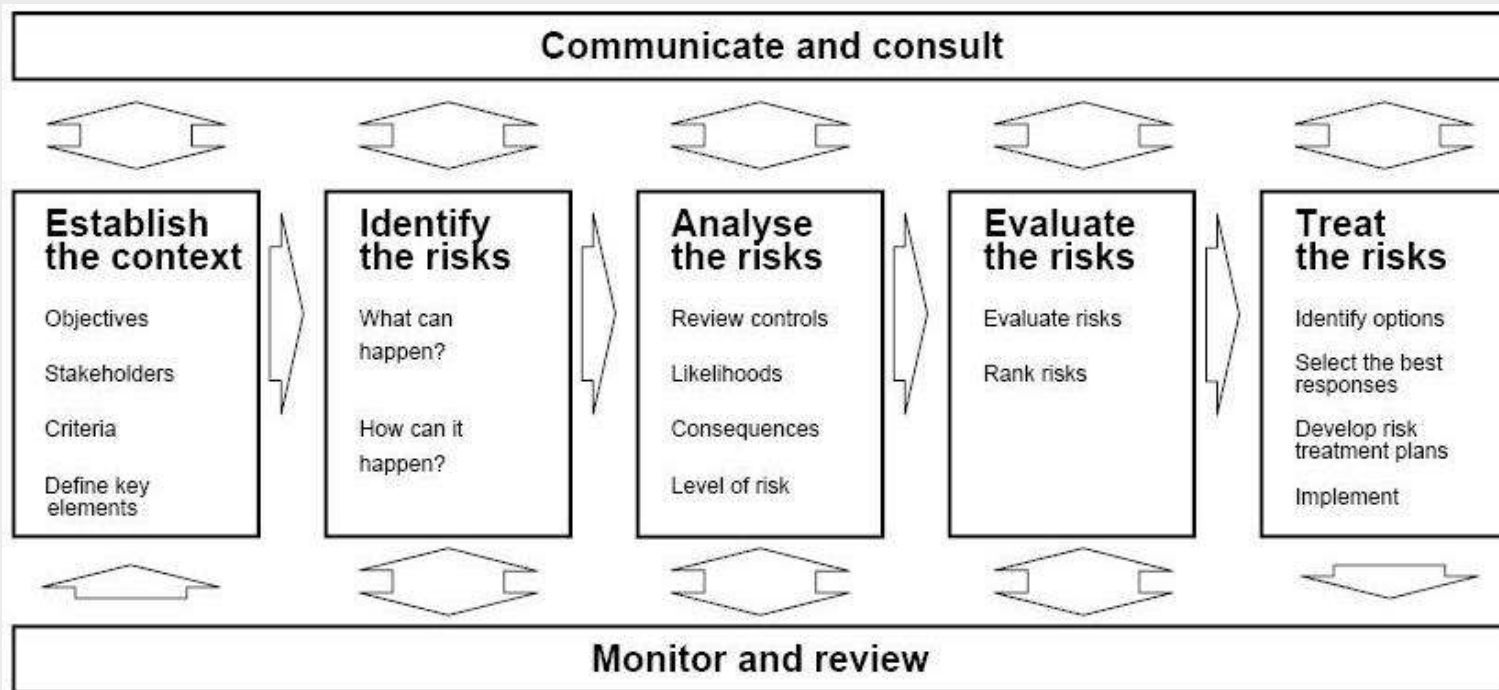 Communicate and consult
Establish
the context
Objectives
Stakeholders
Criteria
Define key
elements
Identify
the risks
What can
happen?
How can it
happen?
Analyse
the risks
Review controls
Likelihoods
Consequences
Level of risk
Evaluate
the risks
Evaluate risks
Rank risks
Treat
the risks
Identify options
Select the best
responses
Develop risk
treatment plans
Implement
Monitor and review